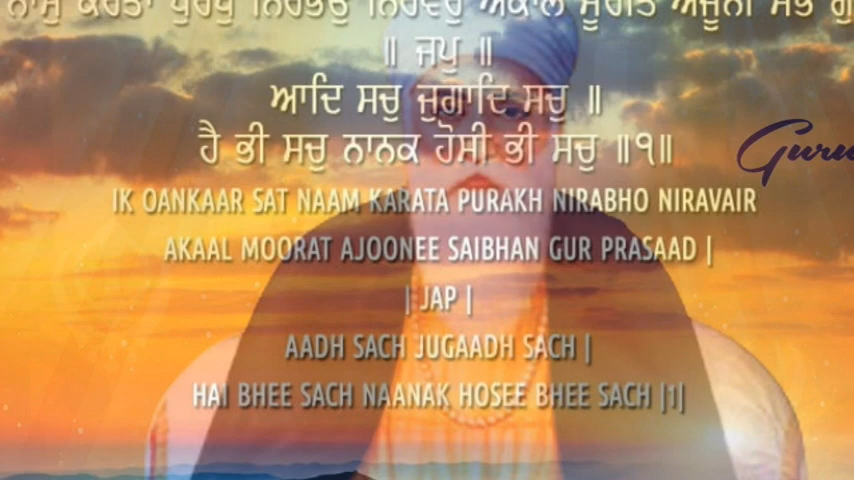 ਨਾਮੁ ਕਰਤਾ ਪੁਰਖੁ ਨਿਰਭਉ ਨਿਰਵੈਰੁ ਅਕਾਲ ਮੂਰਤਿ ਅਜੂਨੀ ਸੈਭੰ
॥ ਜਪੁ ॥
ਆਦਿ ਸਚੁ ਜੁਗਾਦਿ ਸਚੁ ॥
ਹੈ ਭੀ ਸਚੁ ਨਾਨਕ ਹੋਸੀ ਭੀ ਸਚੁ ॥੧॥
Guru
IK OANKAAR SAT NAAM KARATA PURAKH NIRABHO NIRAVAIR
AKAAL MOORAT AJOONEE SAIBHAN GUR PRASAAD |
| JAP |
AADH SACH JUGAADH SACH |
HAI BHEE SACH NAANAK HOSEE BHEE SACH |1|